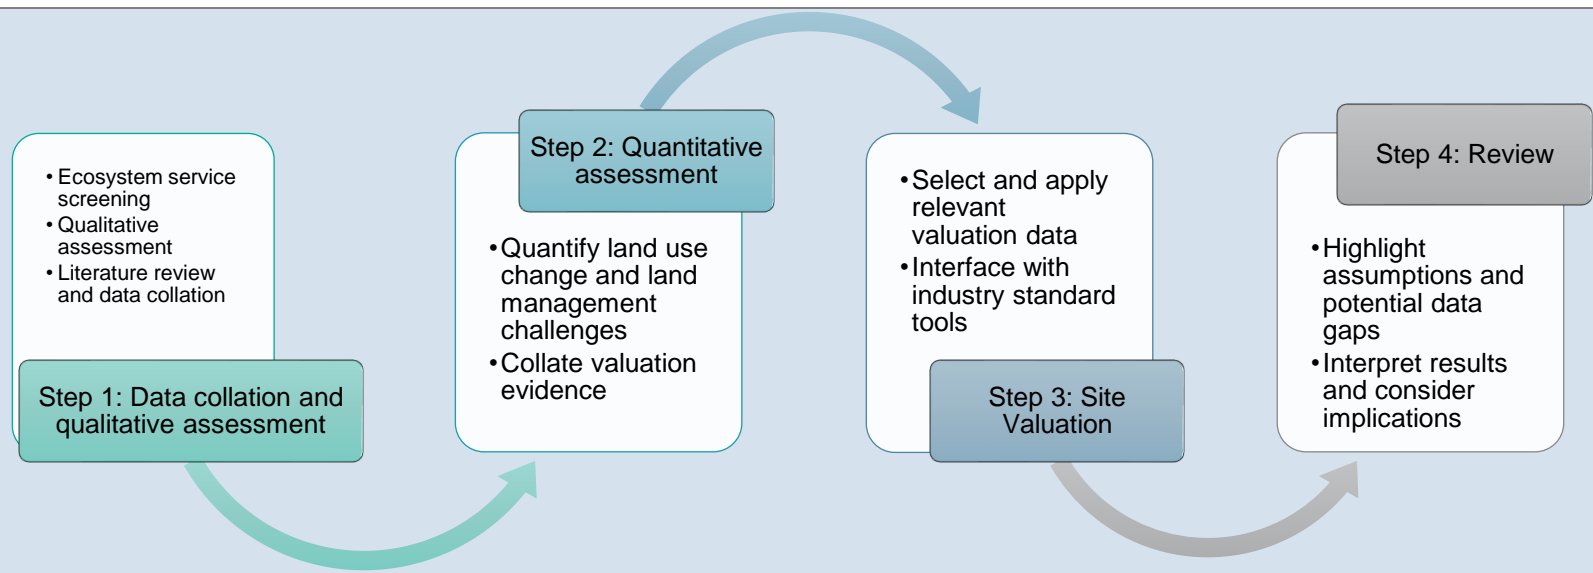 • Ecosystem service
screening
• Qualitative
assessment
• Literature review
and data collation
Step 1: Data collation and
qualitative assessment
Step 2: Quantitative
assessment
•Quantify land use
change and land
management
challenges
•Collate valuation
evidence
•Select and apply
relevant
valuation data
•Interface with
industry standard
tools
Step 3: Site
Valuation
Step 4: Review
•Highlight
assumptions and
potential data
gaps
•Interpret results
and consider
implications